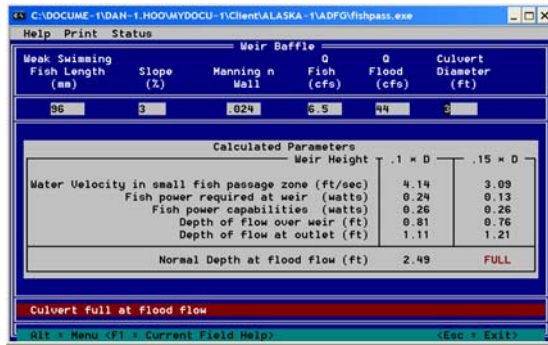 C:\DOCUME~1\DAN~1.HOO\MYDOCU~1\Client\ALASKA~1\ADFG\fishpass.exe
Help Print Status
Weir Baffle
Weak Swimming Q Q Culvert
Fish Length Slope Manning n Fish Flood Diameter
(mm) (%) Wall (cfs) (cfs) (ft)
96 3 .024 6.5 44 3
Calculated Parameters
Weir Height .1 × D .15 × D
Water Velocity in small fish passage zone (ft/sec) 4.14 3.09
Fish power required at weir (watts) 0.24 0.13
Fish power capabilities (watts) 0.26 0.26
Depth of flow over weir (ft) 0.81 0.76
Depth of flow at outlet (ft) 1.11 1.21
Normal Depth at flood flow (ft) 2.49 FULL
Culvert full at flood flow
Alt = Menu <F1 = Current Field Help> <Esc = Exit>